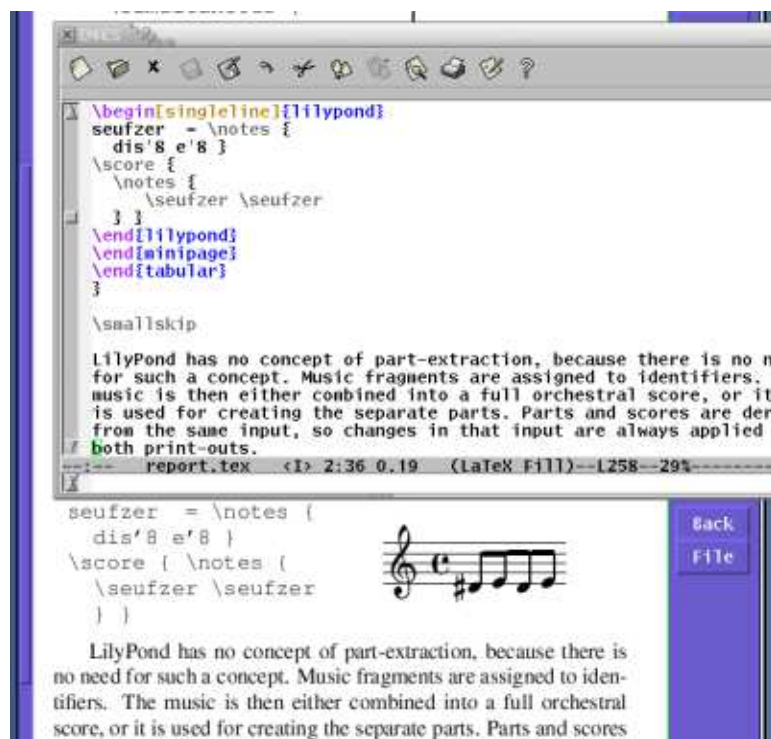 \begin[singleline]{lilypond}
seufzer = \notes {
dis'8 e'8 }
\score {
\notes {
\seufzer \seufzer
} }
\end{lilypond}
\end{minipage}
\end{tabular}
}
\smallskip
LilyPond has no concept of part-extraction, because there is no n
for such a concept. Music fragments are assigned to identifiers.
music is then either combined into a full orchestral score, or it
is used for creating the separate parts. Parts and scores are der
from the same input, so changes in that input are always applied
both print-outs.
--:-- report.tex <I> 2:36 0.19 (LaTeX Fill)--L258--29%--------
seufzer = \notes {
dis'8 e'8 }
\score { \notes {
\seufzer \seufzer
} }
Back
File
LilyPond has no concept of part-extraction, because there is
no need for such a concept. Music fragments are assigned to iden-
tifiers. The music is then either combined into a full orchestral
score, or it is used for creating the separate parts. Parts and scores